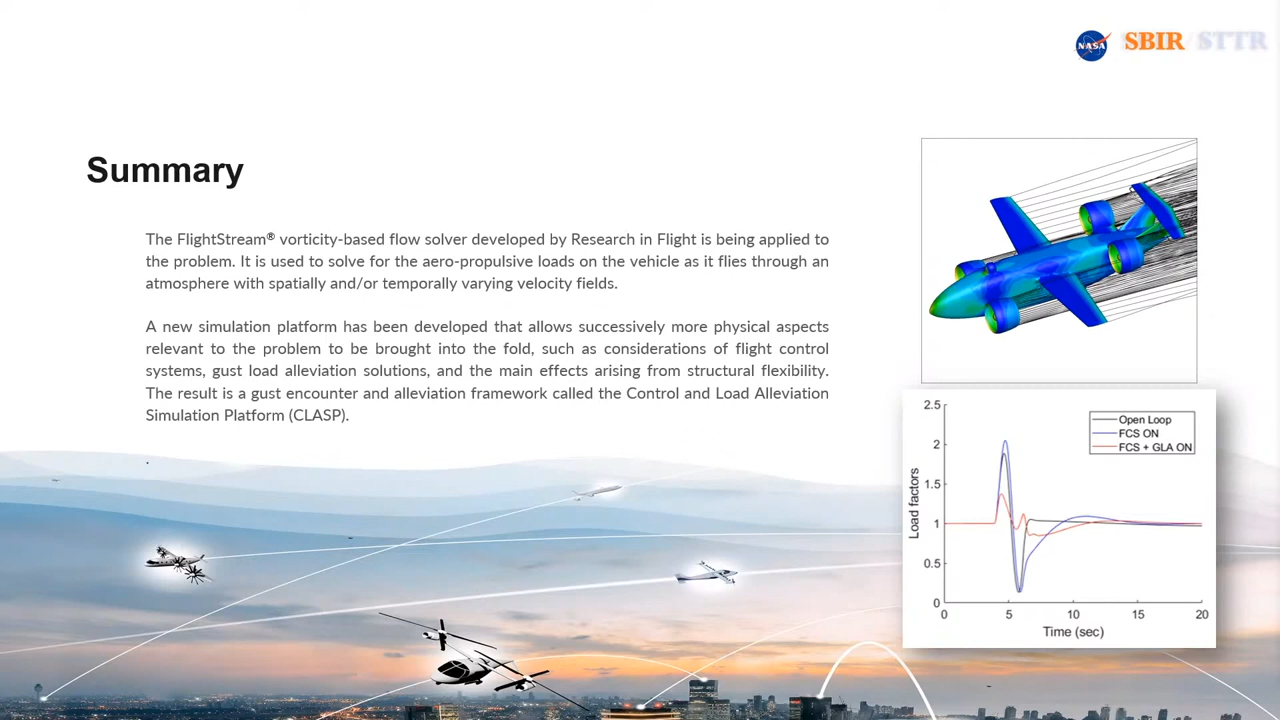 NASA SBIR STTR
Summary
The FlightStream® vorticity-based flow solver developed by Research in Flight is being applied to
the problem. It is used to solve for the aero-propulsive loads on the vehicle as it flies through an
atmosphere with spatially and/or temporally varying velocity fields.
A new simulation platform has been developed that allows successively more physical aspects
relevant to the problem to be brought into the fold, such as considerations of flight control
systems, gust load alleviation solutions, and the main effects arising from structural flexibility.
The result is a gust encounter and alleviation framework called the Control and Load Alleviation
Simulation Platform (CLASP).
2.5
2
1.5
1
0.5
0
Load factors
Open Loop
FCS ON
FCS + GLA ON
0 5 10 15 20
Time (sec)